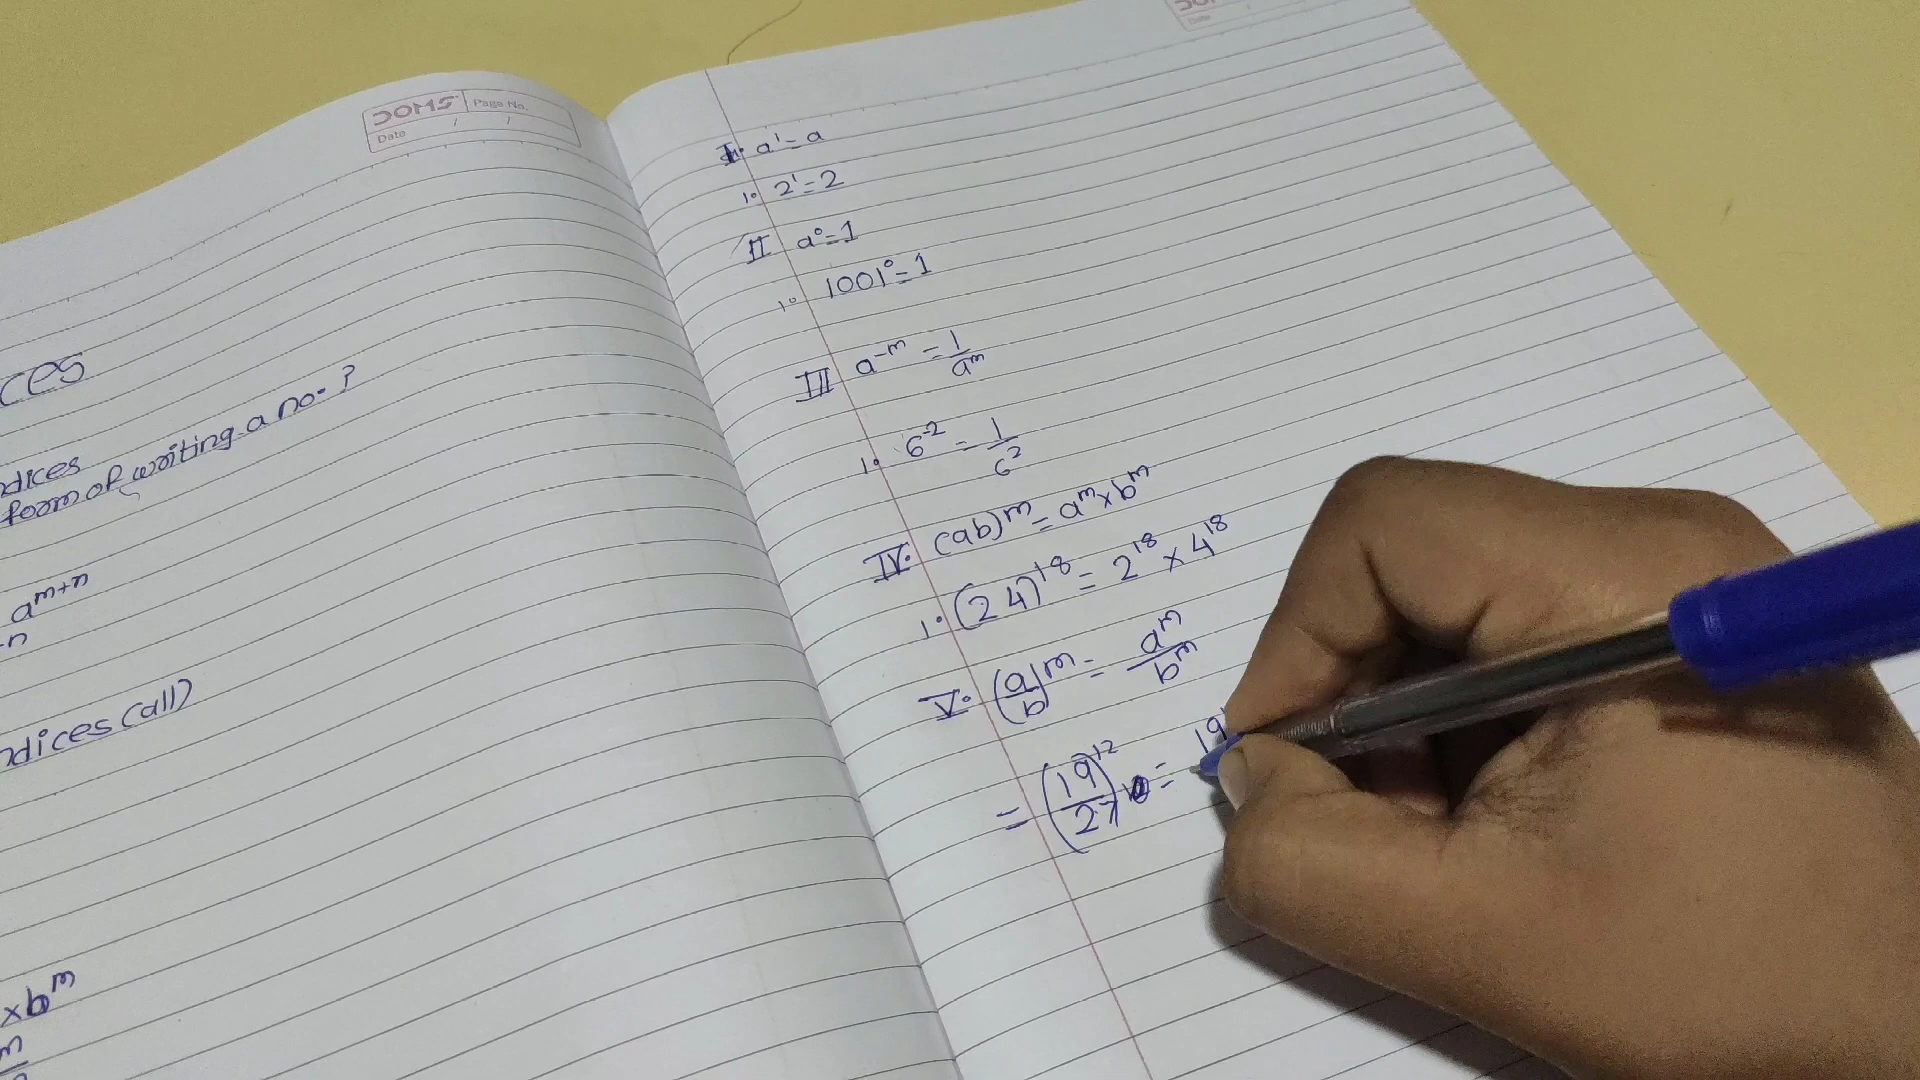 DOMS Page No.
Date / /
ces
dices
form of writing a no. ?
a^{m+n}
-n
dices (all)
× b^m
m
Date
I. a¹ = a
1. 2¹ = 2
II a⁰ = 1
1. 1001⁰ = 1
III a^{-m} = 1/a^m
1. 6^{-2} = 1/6²
IV. (ab)^m = a^m × b^m
1. (24)^{18} = 2^{18} × 4^{18}
V. (a/b)^m = a^m/b^m
= (19/27)^{12} = 19